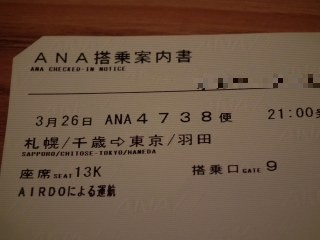 ANA搭乗案内書
ANA CHECKED-IN NOTICE
3月26日 ANA4738便 21:00発
札幌/千歳⇨東京/羽田
SAPPORO/CHITOSE-TOKYO/HANEDA
座席 SEAT 13K 搭乗口 GATE 9
AIRDOによる運航